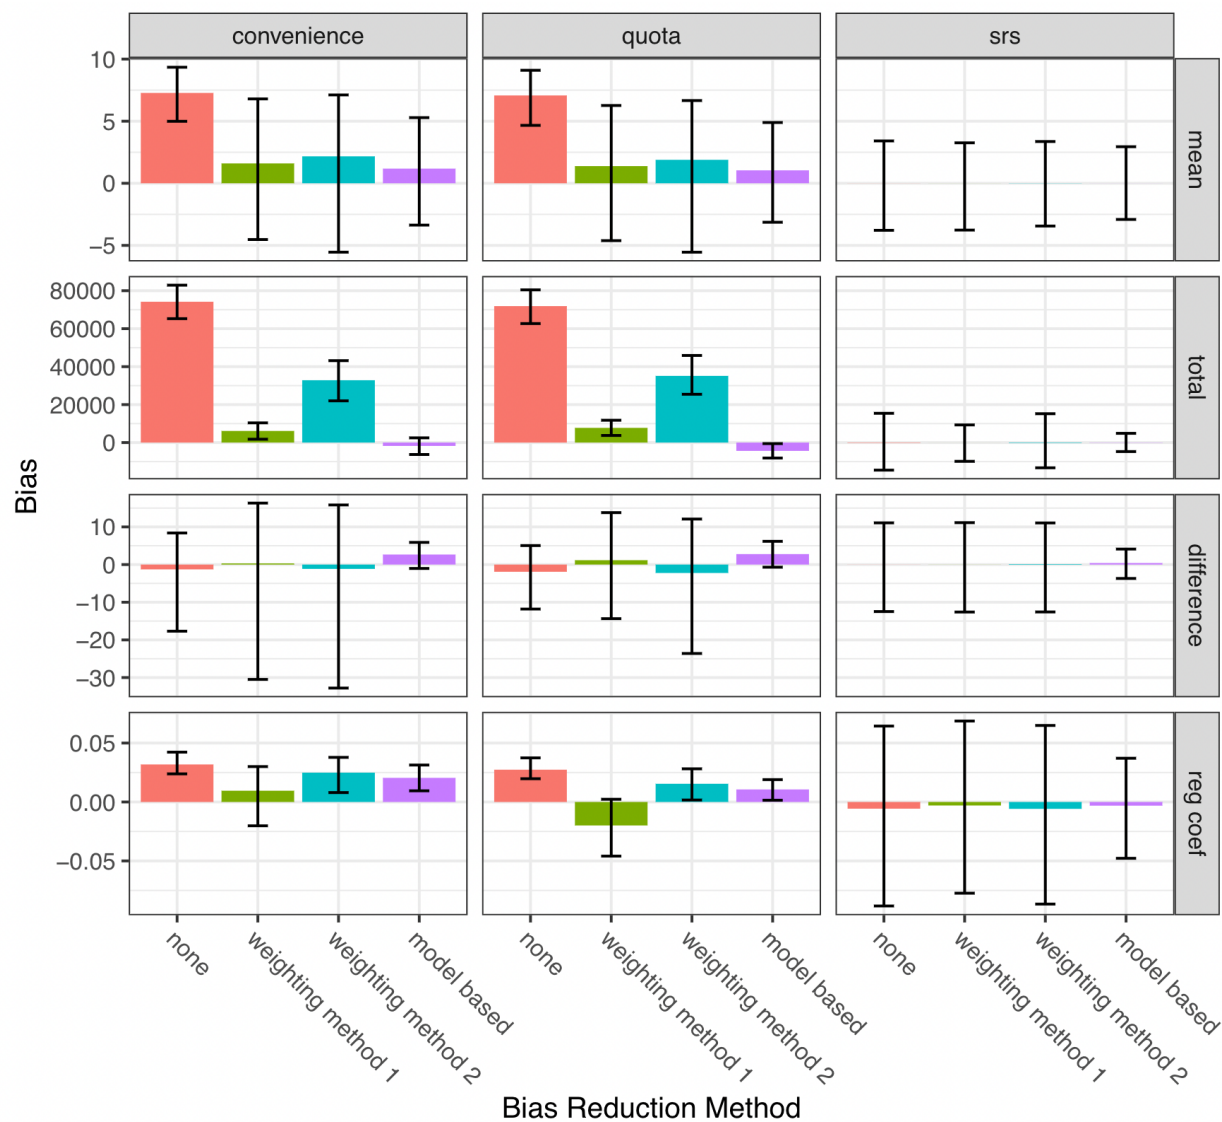 convenience quota srs
10
5
0
−5
mean
80000
60000
40000
20000
0
total
10
0
−10
−20
−30
difference
0.05
0.00
−0.05
reg coef
Bias
none weighting method 1 weighting method 2 model based none weighting method 1 weighting method 2 model based none weighting method 1 weighting method 2 model based
Bias Reduction Method